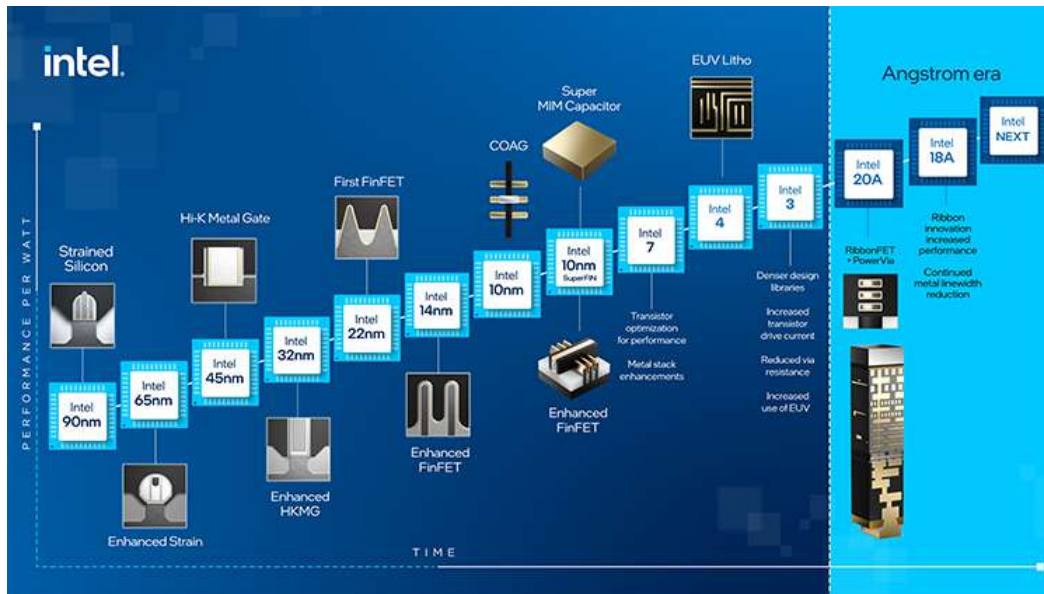 intel.
PERFORMANCE PER WATT
TIME
Strained
Silicon
Intel
90nm
Intel
65nm
Enhanced Strain
Hi-K Metal Gate
Intel
45nm
Intel
32nm
Enhanced
HKMG
First FinFET
Intel
22nm
Intel
14nm
Enhanced
FinFET
COAG
Intel
10nm
Super
MIM Capacitor
Intel
10nm
SuperFIN
Enhanced
FinFET
Intel
7
Transistor
optimization
for performance
Metal stack
enhancements
EUV Litho
Intel
4
Intel
3
Denser design
libraries
Increased
transistor
drive current
Reduced via
resistance
Increased
use of EUV
Angstrom era
Intel
20A
RibbonFET
+ PowerVia
Intel
18A
Ribbon
innovation
increased
performance
Continued
metal linewidth
reduction
Intel
NEXT